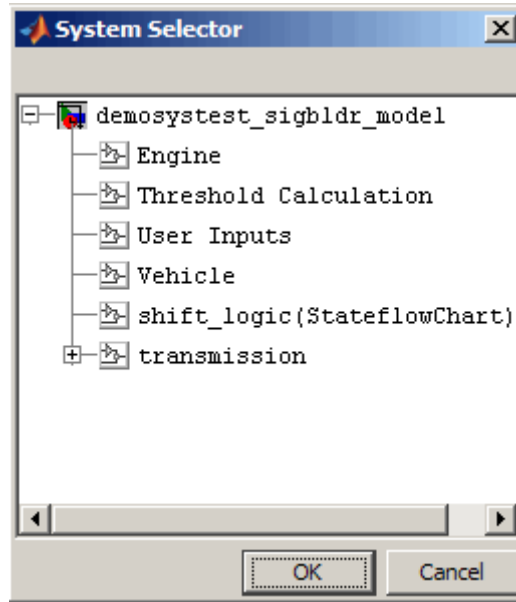 System Selector
demosystest_sigbldr_model
Engine
Threshold Calculation
User Inputs
Vehicle
shift_logic(StateflowChart)
transmission
OK
Cancel